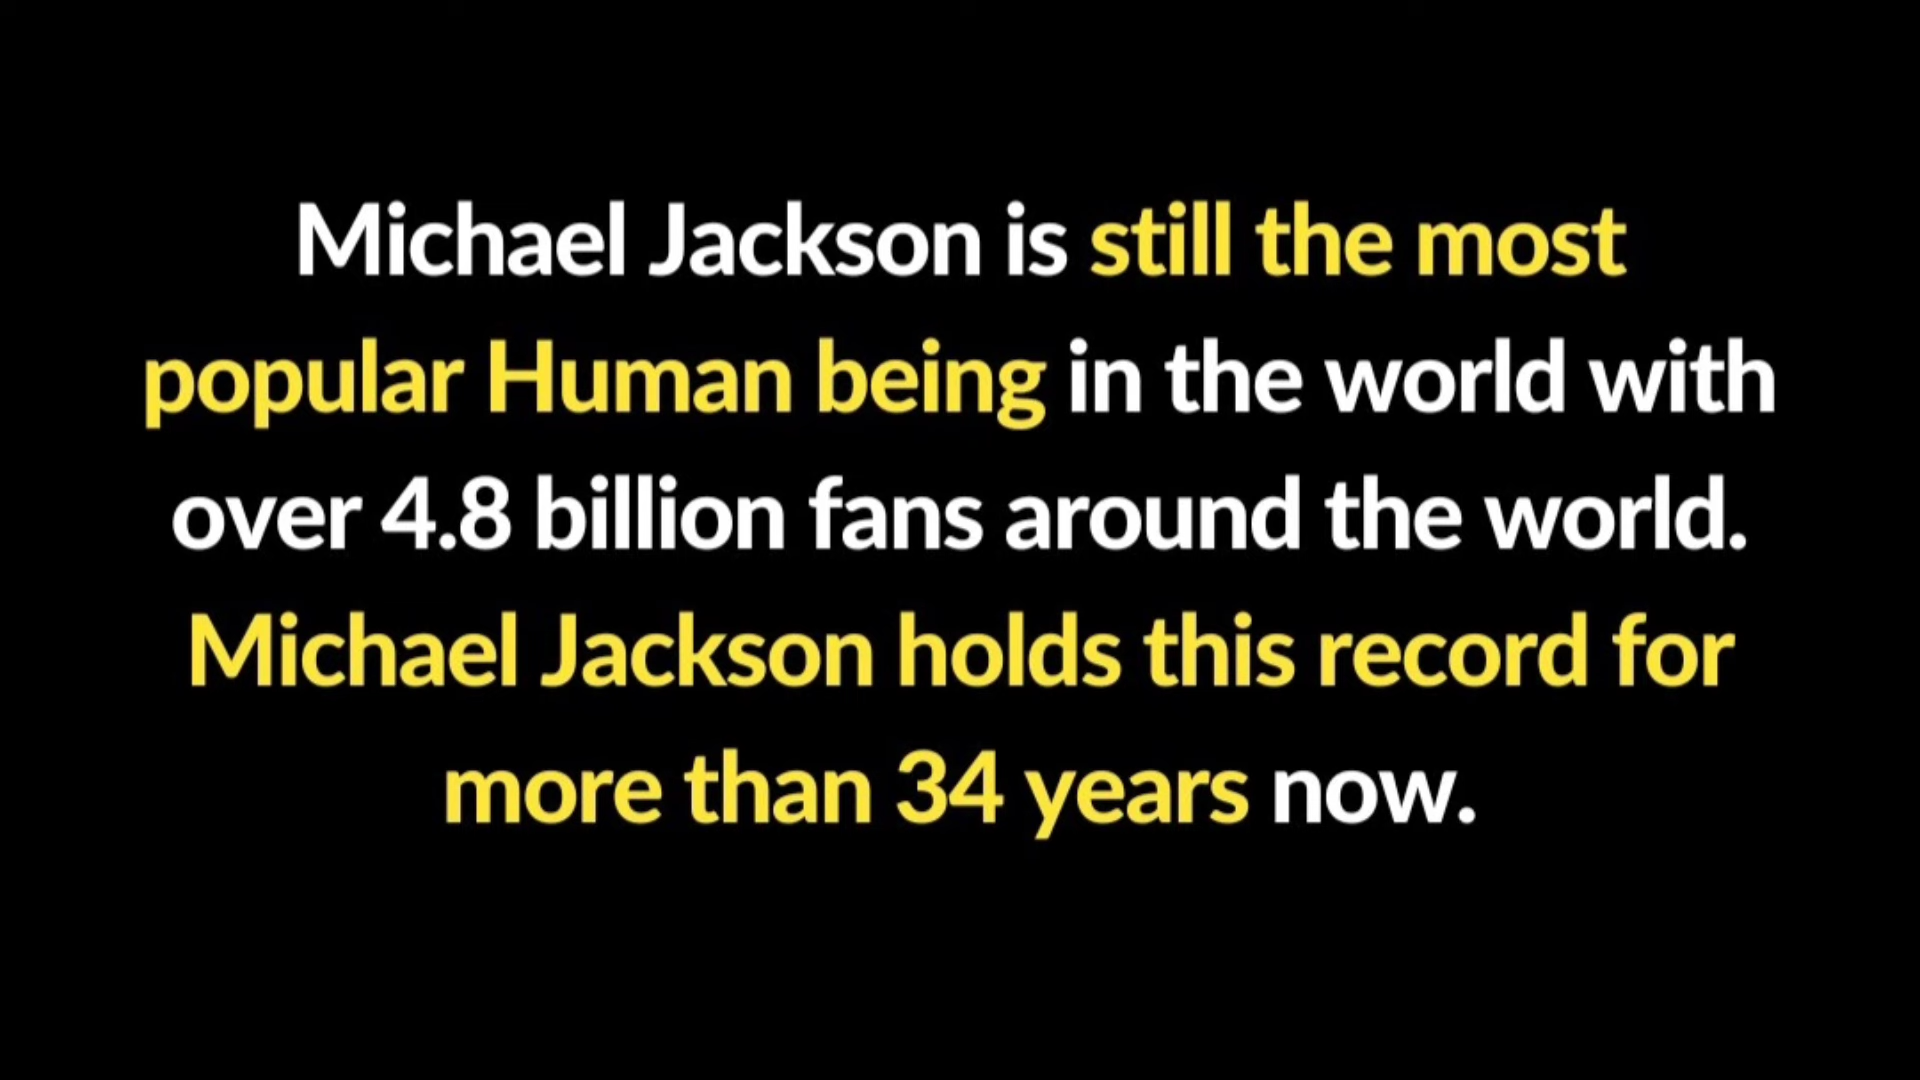 Michael Jackson is still the most
popular Human being in the world with
over 4.8 billion fans around the world.
Michael Jackson holds this record for
more than 34 years now.